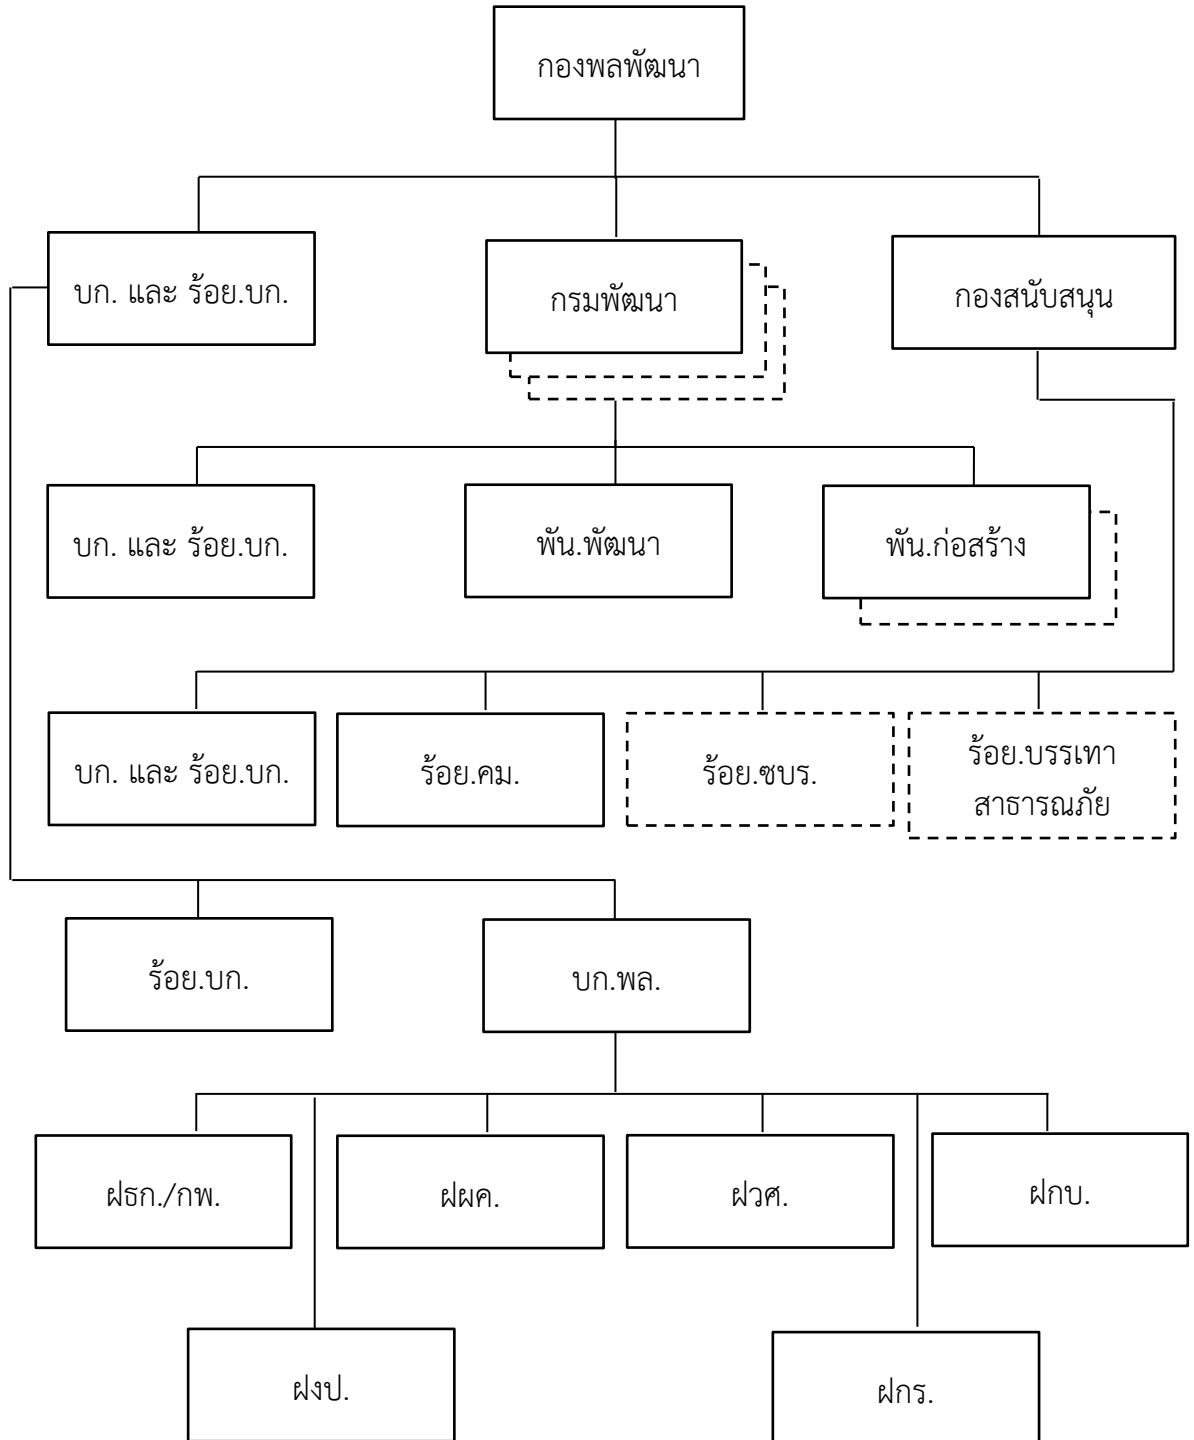 กองพลพัฒนา
บก. และ ร้อย.บก.
กรมพัฒนา
กองสนับสนุน
บก. และ ร้อย.บก.
พัน.พัฒนา
พัน.ก่อสร้าง
บก. และ ร้อย.บก.
ร้อย.คม.
ร้อย.ซบร.
ร้อย.บรรเทา
สาธารณภัย
ร้อย.บก.
บก.พล.
ฝธก./กพ.
ฝผค.
ฝวศ.
ฝกบ.
ฝงป.
ฝกร.